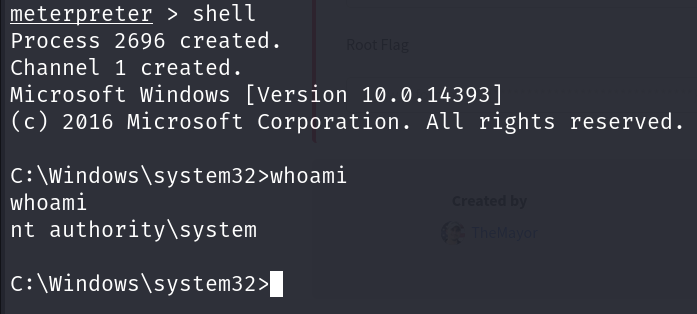 meterpreter > shell
Process 2696 created.
Channel 1 created.
Microsoft Windows [Version 10.0.14393]
(c) 2016 Microsoft Corporation. All rights reserved.
C:\Windows\system32>whoami
whoami
nt authority\system
C:\Windows\system32>
Root Flag
Created by
TheMayor